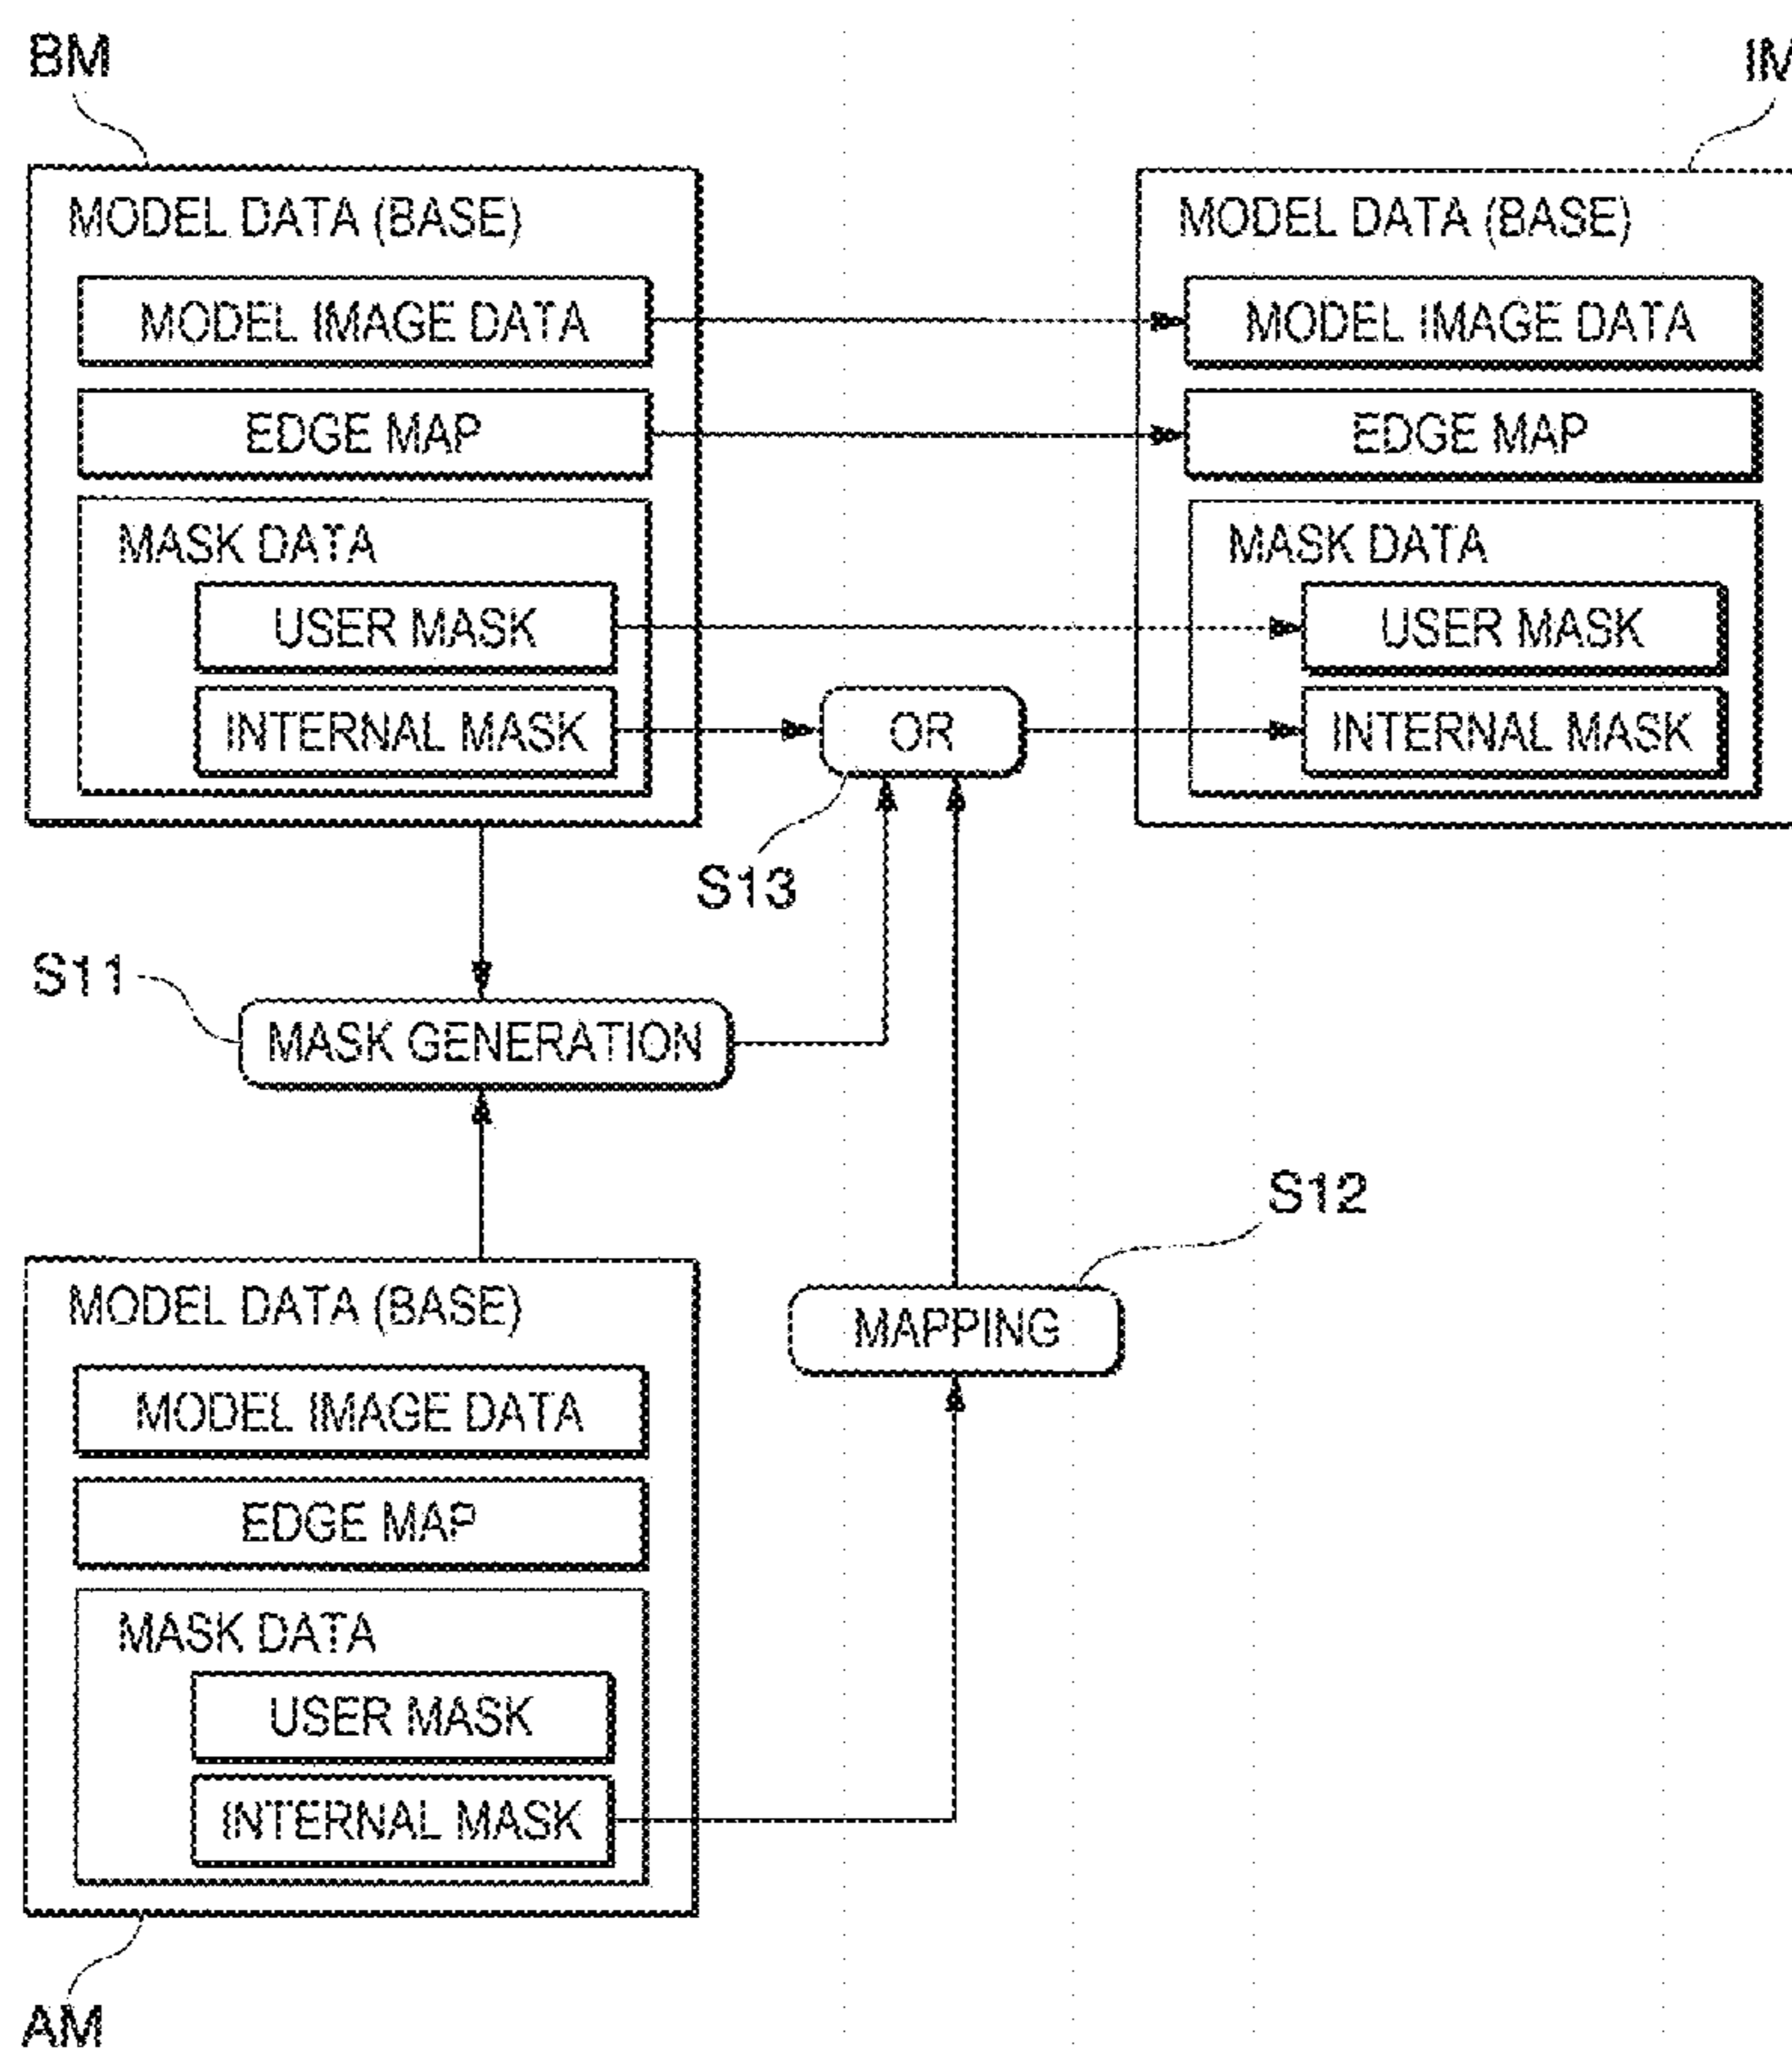 BM
IM
MODEL DATA (BASE)
MODEL IMAGE DATA
EDGE MAP
MASK DATA
USER MASK
INTERNAL MASK
OR
MODEL DATA (BASE)
MODEL IMAGE DATA
EDGE MAP
MASK DATA
USER MASK
INTERNAL MASK
S13
S11
MASK GENERATION
S12
MAPPING
MODEL DATA (BASE)
MODEL IMAGE DATA
EDGE MAP
MASK DATA
USER MASK
INTERNAL MASK
AM